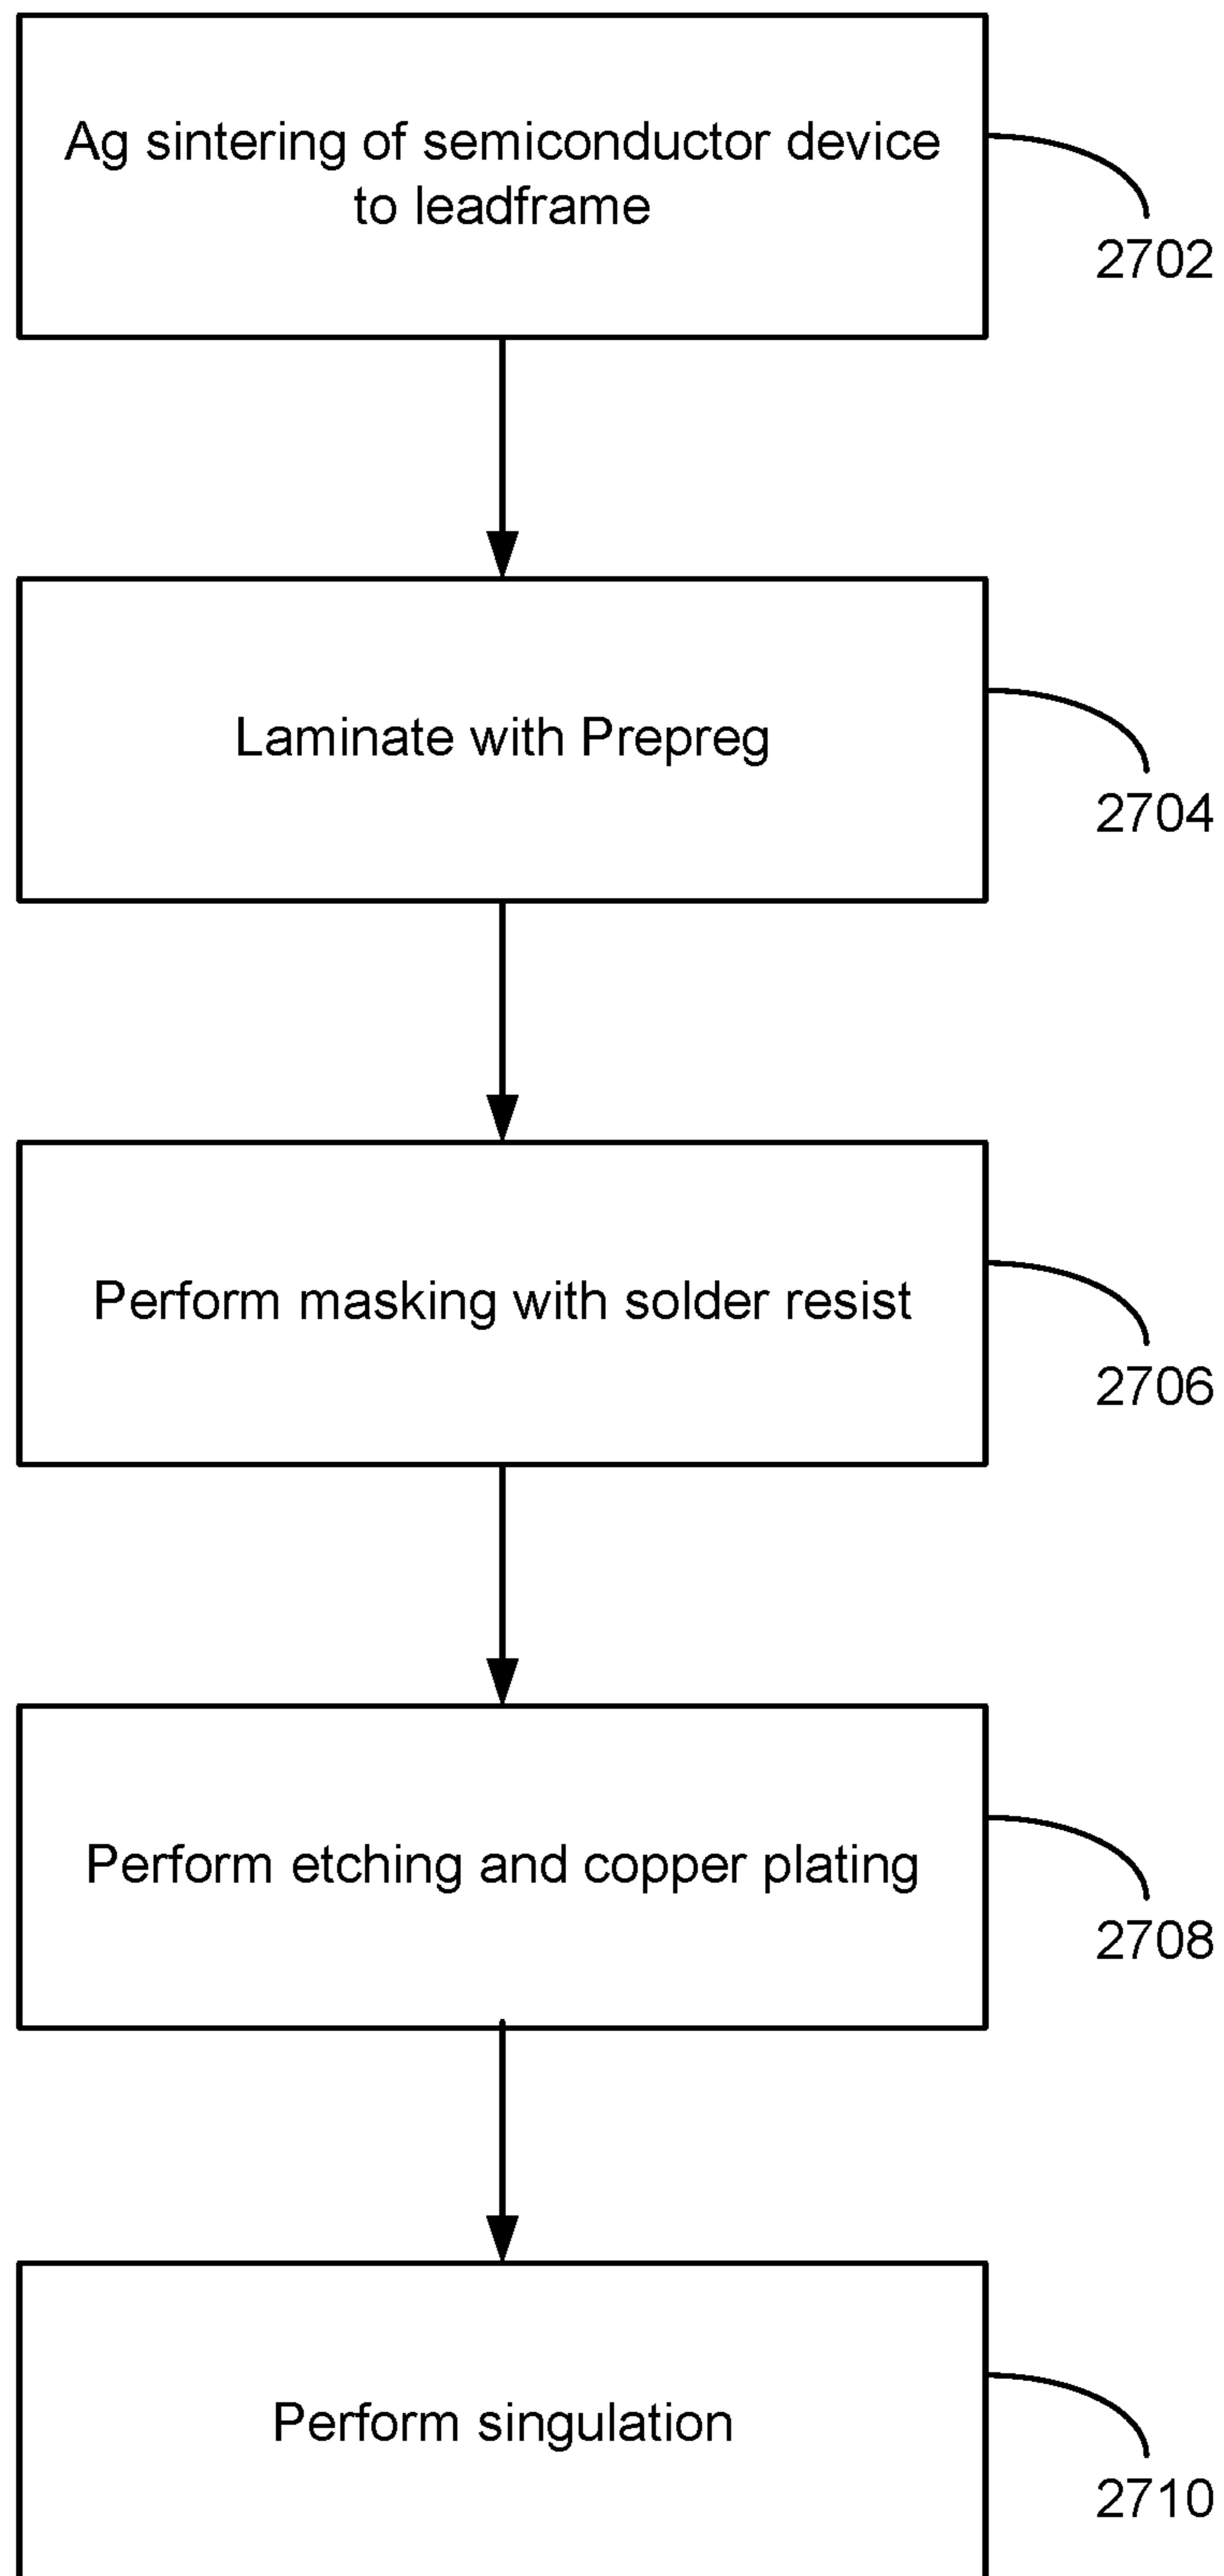 Ag sintering of semiconductor device
to leadframe
2702
Laminate with Prepreg
2704
Perform masking with solder resist
2706
Perform etching and copper plating
2708
Perform singulation
2710